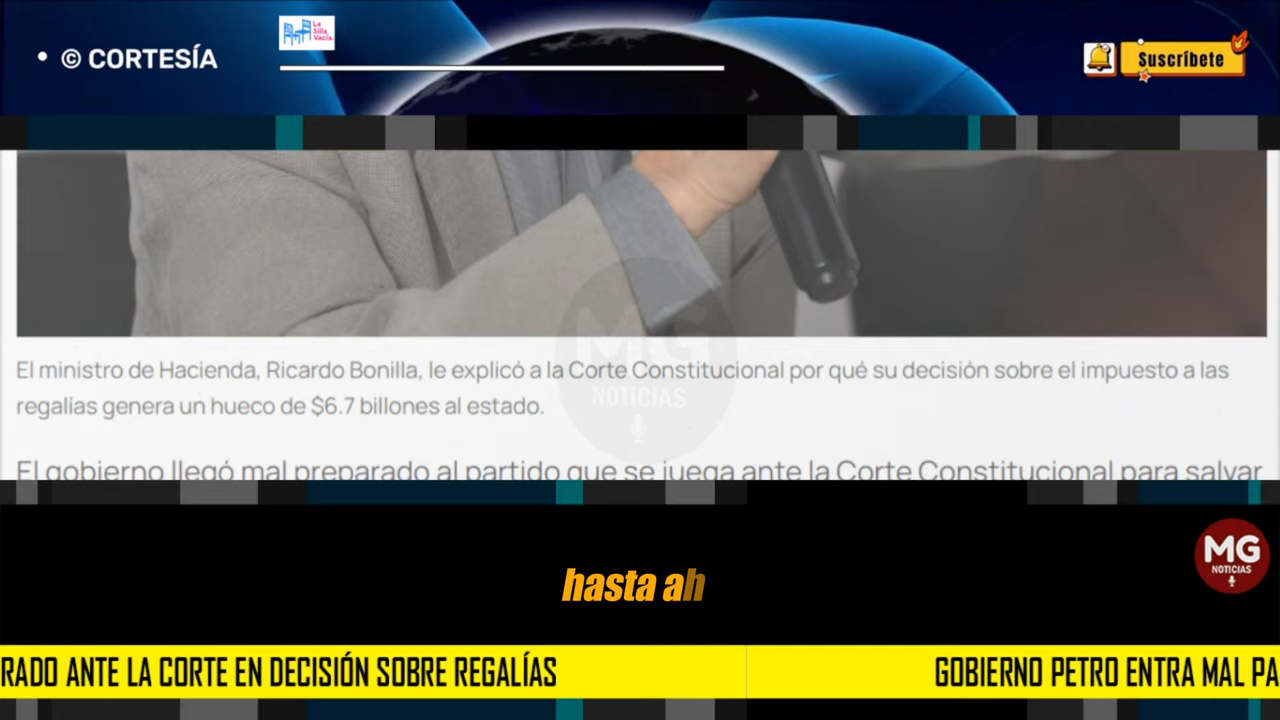 © CORTESÍA
La
Silla
Vacía.
Suscríbete
El ministro de Hacienda, Ricardo Bonilla, le explicó a la Corte Constitucional por qué su decisión sobre el impuesto a las
regalías genera un hueco de $6.7 billones al estado.
El gobierno llegó mal preparado al partido que se juega ante la Corte Constitucional para salvar
MG
NOTICIAS
hasta ah
MG
NOTICIAS
RADO ANTE LA CORTE EN DECISIÓN SOBRE REGALÍAS
GOBIERNO PETRO ENTRA MAL PA